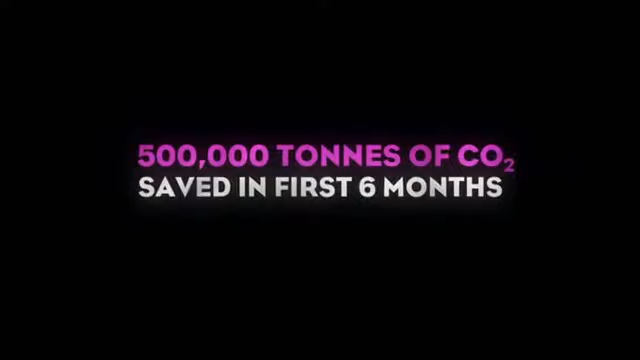 500,000 TONNES OF CO₂
SAVED IN FIRST 6 MONTHS